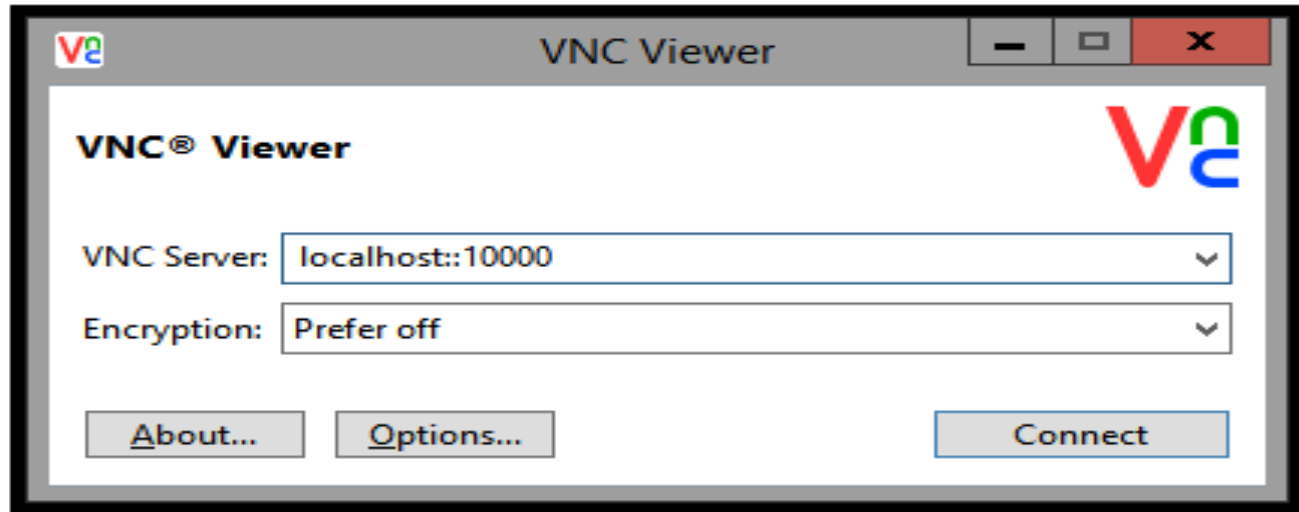 VNC Viewer
VNC® Viewer
VNC Server: localhost::10000
Encryption: Prefer off
About... Options... Connect